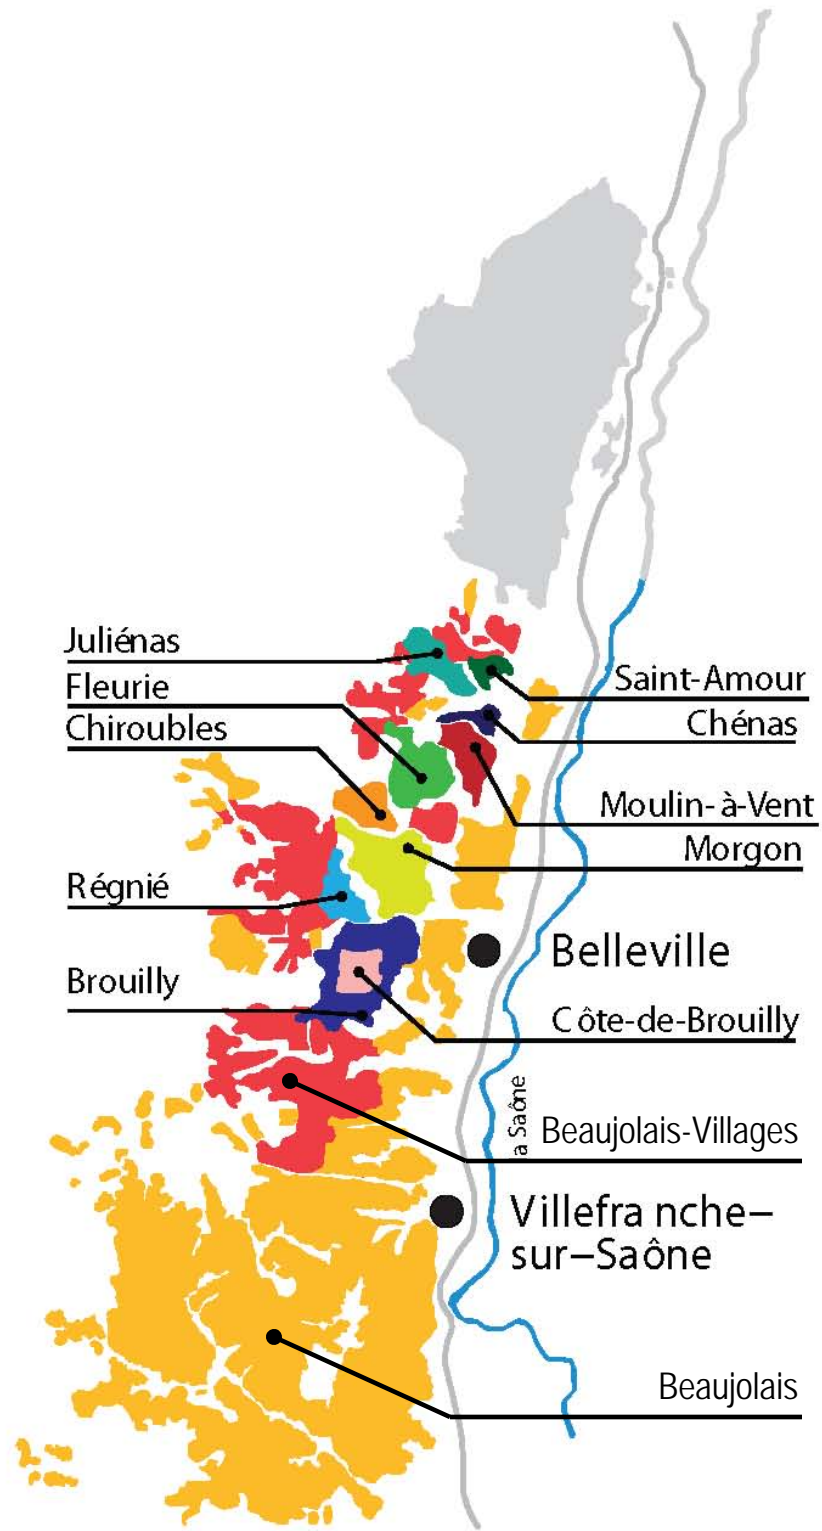 Juliénas
Saint-Amour
Fleurie
Chénas
Chiroubles
Moulin-à-Vent
Morgon
Régnié
Belleville
Brouilly
Côte-de-Brouilly
a Saône
Beaujolais-Villages
Villefra nche–
sur–Saône
Beaujolais